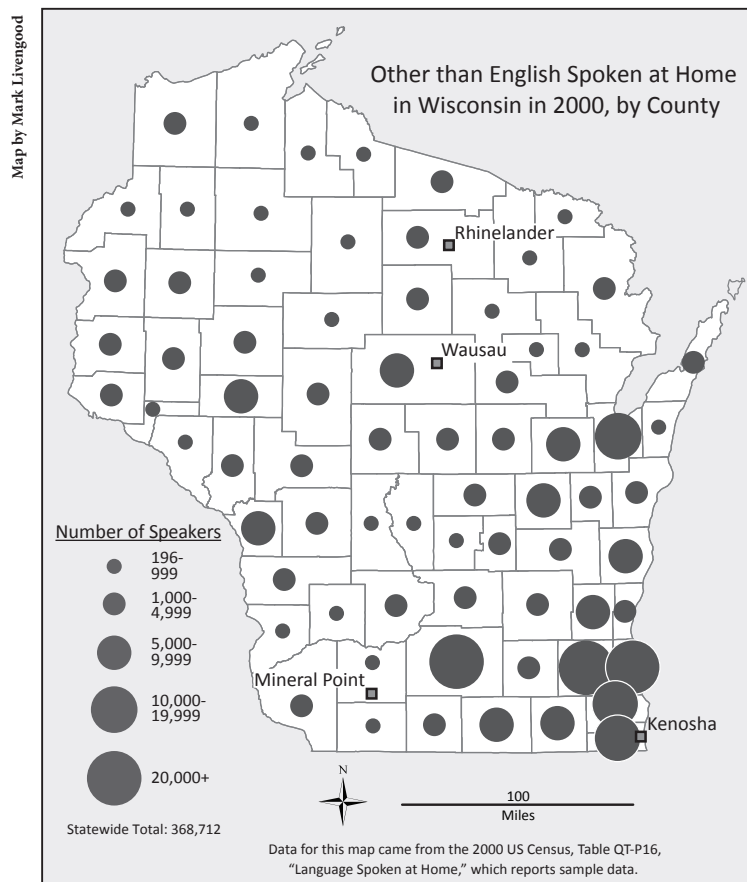 Map by Mark Livengood
Other than English Spoken at Home
in Wisconsin in 2000, by County
Rhinelander
Wausau
Number of Speakers
196-
999
1,000-
4,999
5,000-
9,999
10,000-
19,999
20,000+
Statewide Total: 368,712
Mineral Point
Kenosha
N
100
Miles
Data for this map came from the 2000 US Census, Table QT-P16,
“Language Spoken at Home,” which reports sample data.